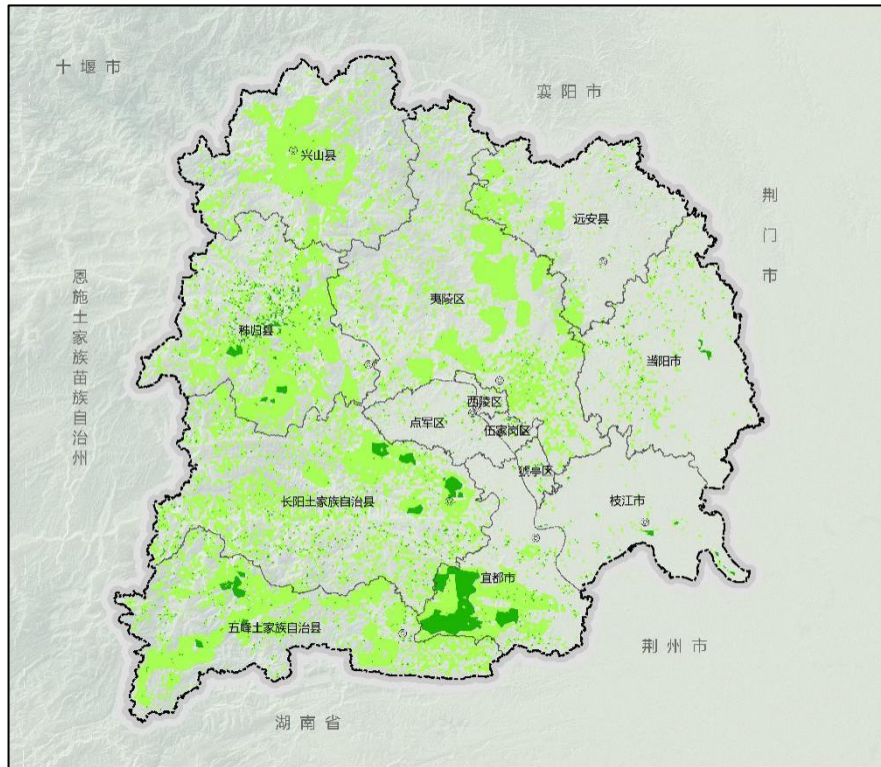 十堰市
襄阳市
兴山县
远安县
荆门市
恩施土家族苗族自治州
夷陵区
秭归县
当阳市
西陵区
点军区
伍家岗区
猇亭区
长阳土家族自治县
枝江市
宜都市
五峰土家族自治县
荆州市
湖南省